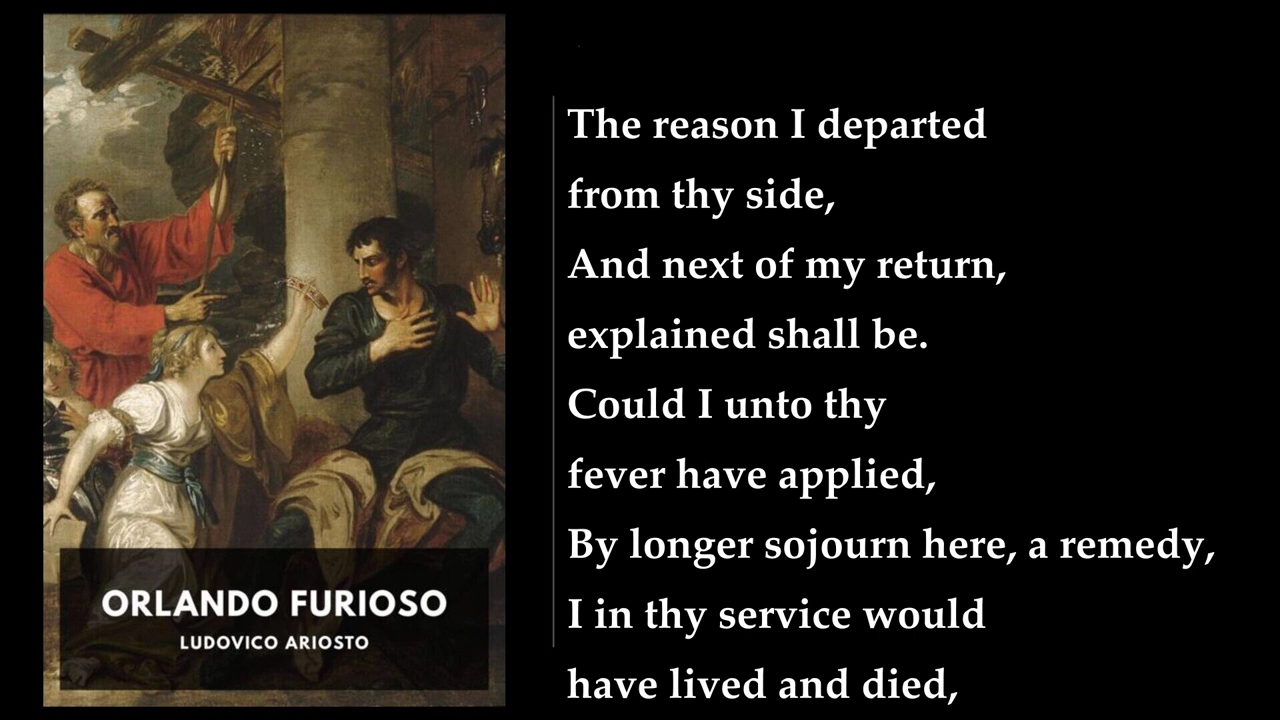 ORLANDO FURIOSO
LUDOVICO ARIOSTO
The reason I departed
from thy side,
And next of my return,
explained shall be.
Could I unto thy
fever have applied,
By longer sojourn here, a remedy,
I in thy service would
have lived and died,